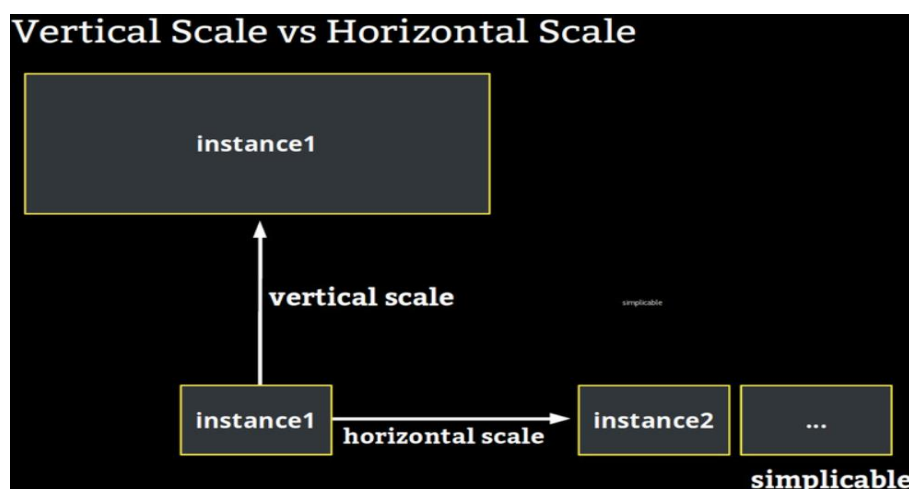 Vertical Scale vs Horizontal Scale
instance1
vertical scale
simplicable
instance1
horizontal scale
instance2
...
simplicable